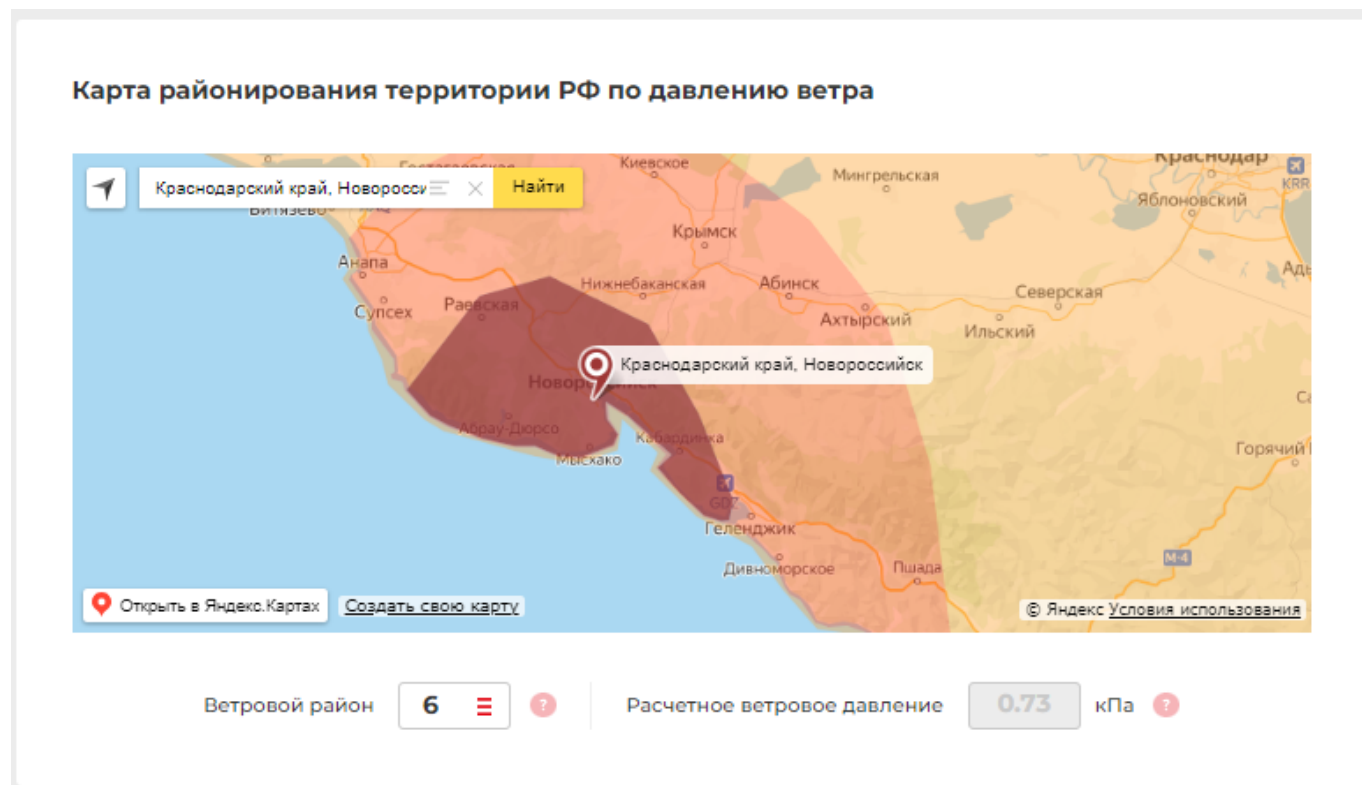 Карта районирования территории РФ по давлению ветра
Краснодарский край, Новоросси
Найти
Киевское
Мингрельская
Краснодар
KRR
Яблоновский
Витязево
Крымск
Анапа
Нижнебаканская
Абинск
Северская
Супсех
Раевская
Ахтырский
Ильский
Краснодарский край, Новороссийск
Абрау-Дюрсо
Кабардинка
Мысхако
Горячий
GDZ
Геленджик
Дивноморское
Пшада
М-4
Открыть в Яндекс.Картах
Создать свою карту
© Яндекс Условия использования
Ветровой район
6
?
Расчетное ветровое давление
0.73
кПа
?